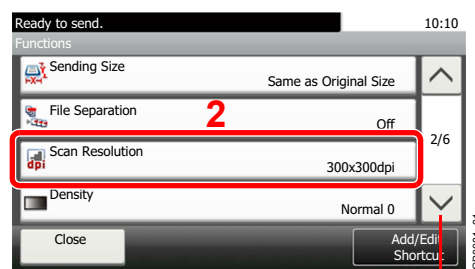 Ready to send.
10:10
Functions
Sending Size
Same as Original Size
File Separation
2
Off
2/6
Scan Resolution
dpi
300x300dpi
Density
Normal 0
Close
Add/Edit
Shortcut